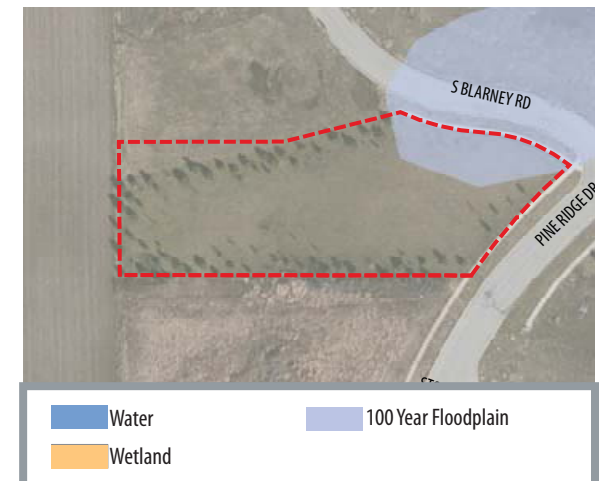 S BLARNEY RD
PINE RIDGE DR
Water
100 Year Floodplain
Wetland